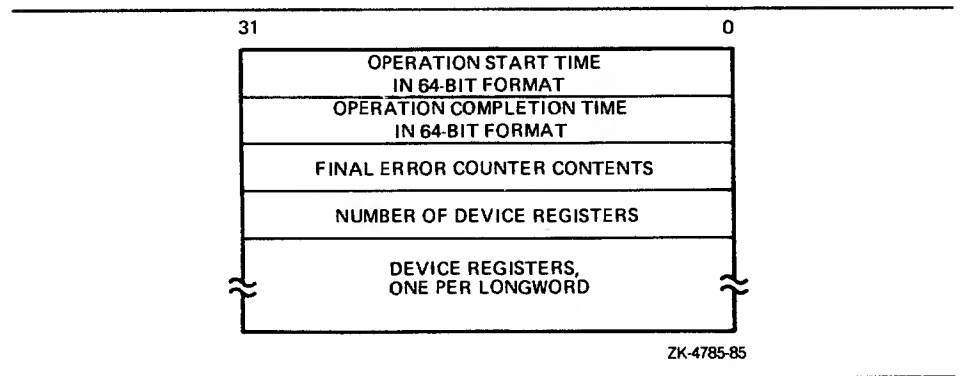 31 0
OPERATION START TIME
IN 64-BIT FORMAT
OPERATION COMPLETION TIME
IN 64-BIT FORMAT
FINAL ERROR COUNTER CONTENTS
NUMBER OF DEVICE REGISTERS
DEVICE REGISTERS,
ONE PER LONGWORD
ZK-4785-85